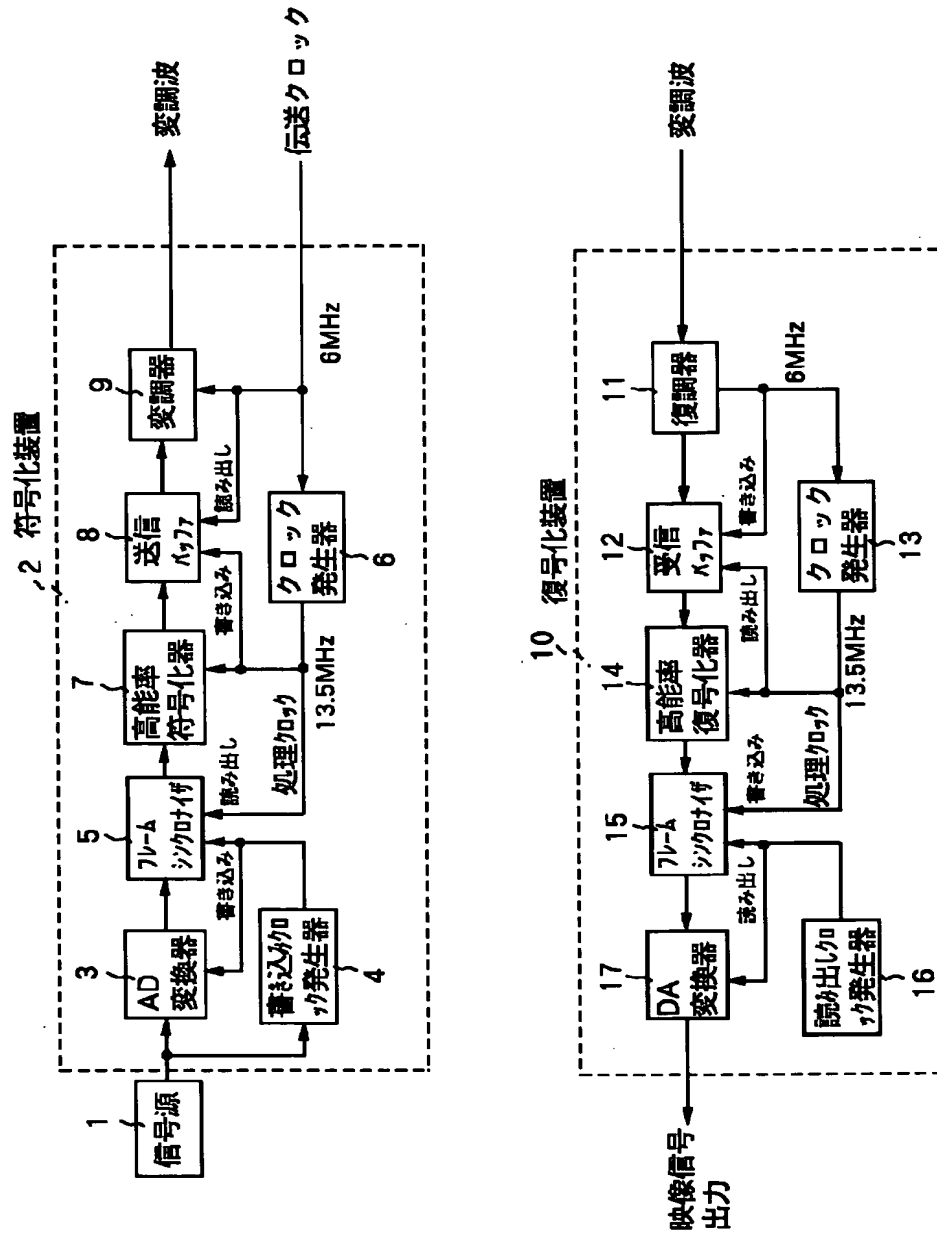 2 符号化装置
1
信号源
3
AD
変換器
書き込み
書き込みクロ
ック発生器
4
5
フレーム
シンクロナイザ
読み出し
処理クロック
13.5MHz
7
高能率
符号化器
書き込み
8
送信
バッファ
読み出し
クロック
発生器
6
9
変調器
6MHz
変調波
伝送クロック
10 復号化装置
映像信号
出力
17
DA
変換器
読み出し
読み出しクロ
ック発生器
16
15
フレーム
シンクロナイザ
書き込み
処理クロック
13.5MHz
14
高能率
復号化器
読み出し
12
受信
バッファ
書き込み
クロック
発生器
13
11
復調器
6MHz
変調波